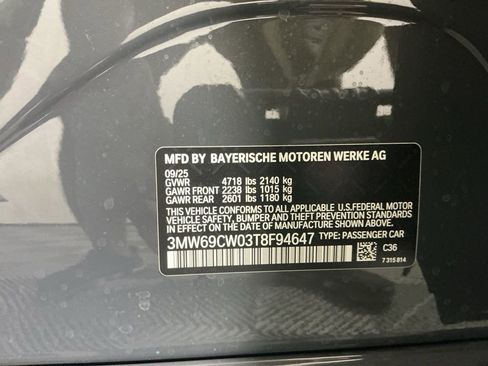 MFD BY BAYERISCHE MOTOREN WERKE AG
09/25
GVWR 4718 lbs 2140 kg
GAWR FRONT 2238 lbs 1015 kg
GAWR REAR 2601 lbs 1180 kg
THIS VEHICLE CONFORMS TO ALL APPLICABLE U.S.FEDERAL MOTOR
VEHICLE SAFETY, BUMPER AND THEFT PREVENTION STANDARDS
IN EFFECT ON THE DATE OF MANUFACTURE SHOWN ABOVE.
3MW69CW03T8F94647 TYPE: PASSENGER CAR
C36
7 315 814